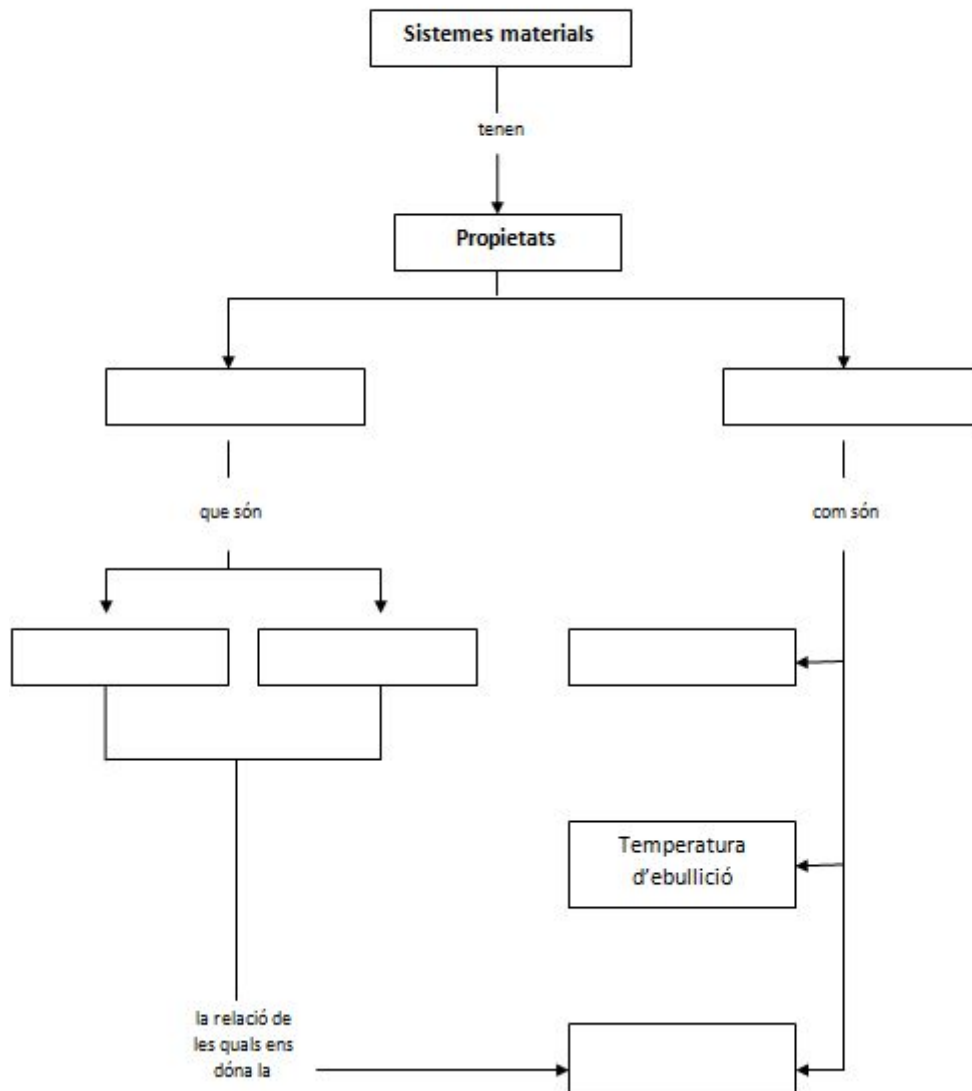 Sistemes materials
tenen
Propietats
que són
com són
Temperatura
d'ebullició
la relació de
les quals ens
dóna la